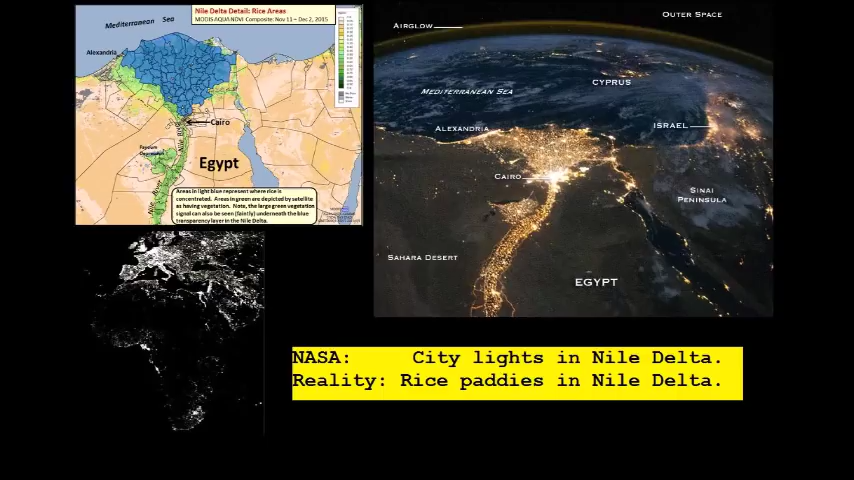 Nile Delta Detail: Rice Areas
MODIS AQUA NDVI Composite: Nov 11 - Dec 2, 2015
Mediterranean Sea
Alexandria
Cairo
Nile River
Fayoum
Depression
Egypt
Areas in light blue represent where rice is
concentrated. Areas in green are depicted by satellite
as having vegetation. Note, the large green vegetation
signal can also be seen (faintly) underneath the blue
transparency layer in the Nile Delta.
OUTER SPACE
AIRGLOW
CYPRUS
MEDITERRANEAN SEA
ALEXANDRIA
ISRAEL
CAIRO
SINAI
PENINSULA
SAHARA DESERT
EGYPT
NASA: City lights in Nile Delta.
Reality: Rice paddies in Nile Delta.